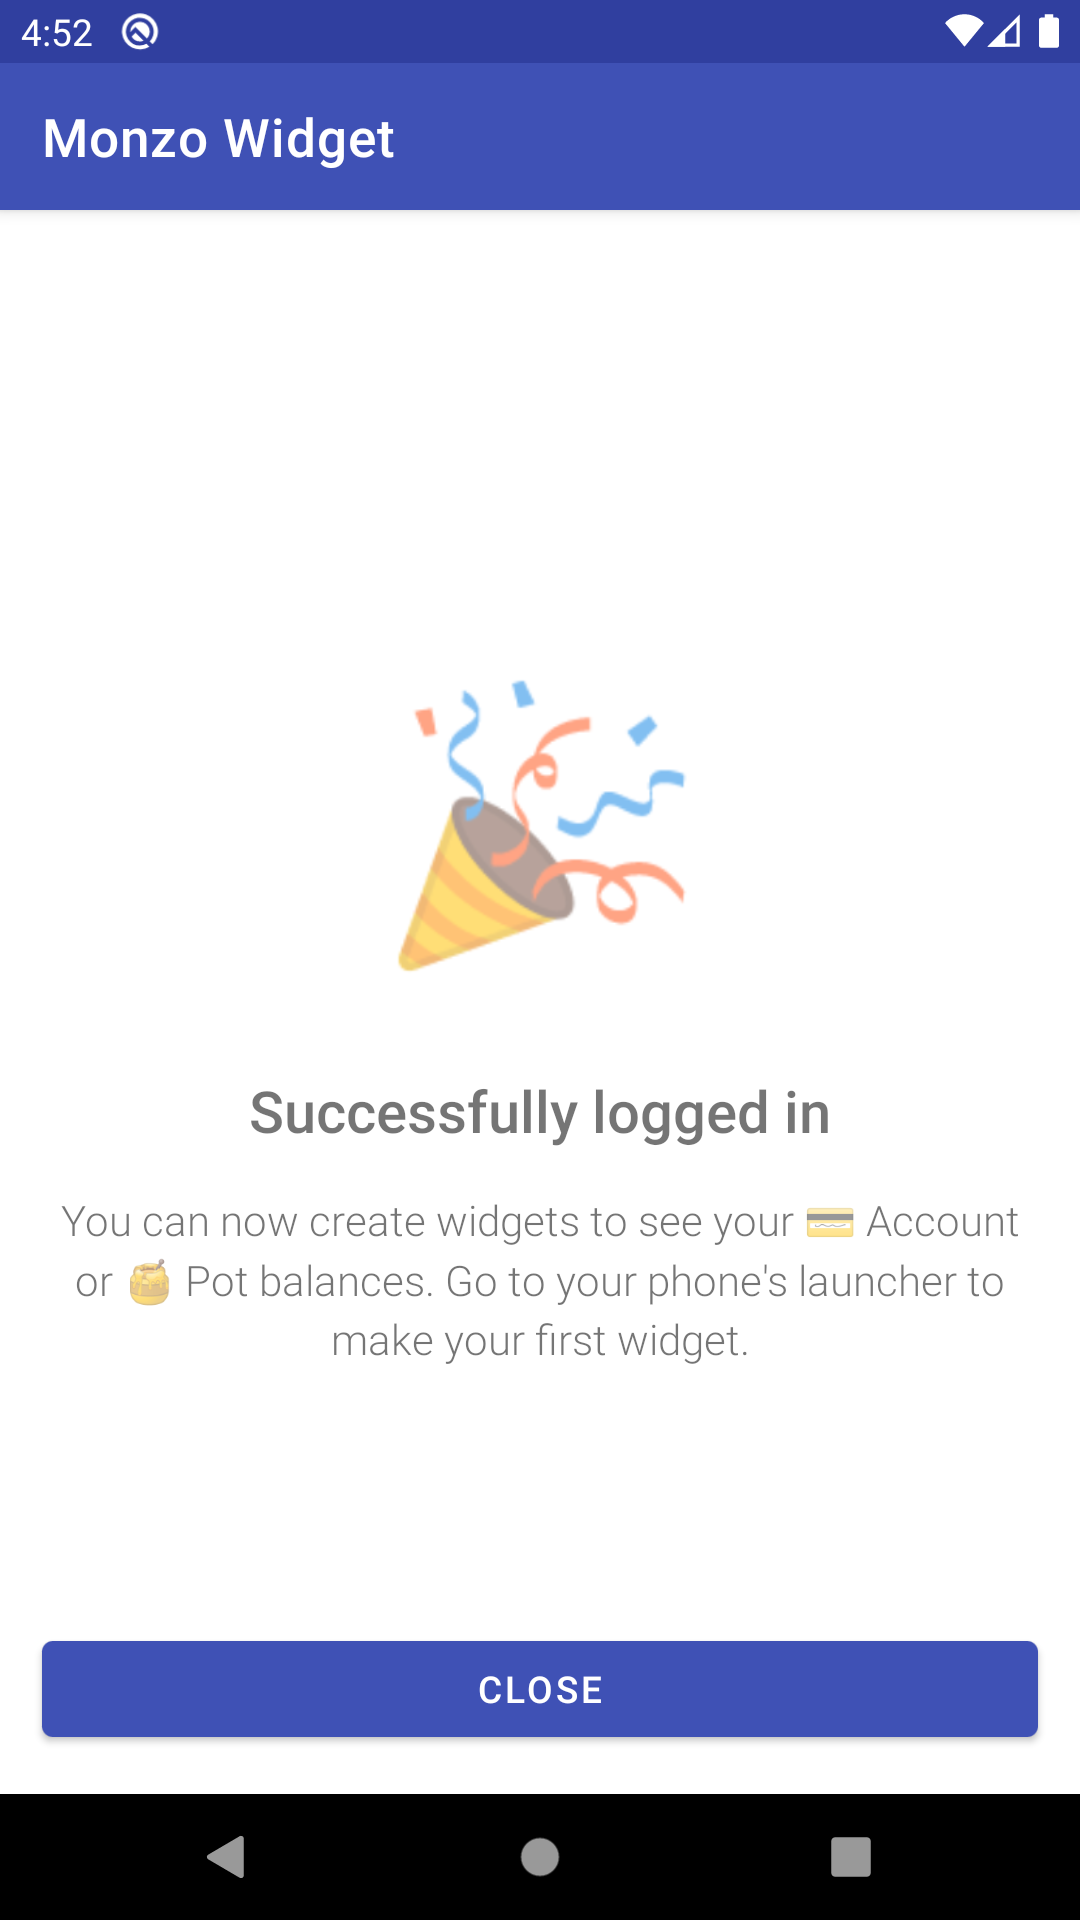 4:52
Monzo Widget
Successfully logged in
You can now create widgets to see your 💳 Account
or 🍯 Pot balances. Go to your phone's launcher to
make your first widget.
CLOSE